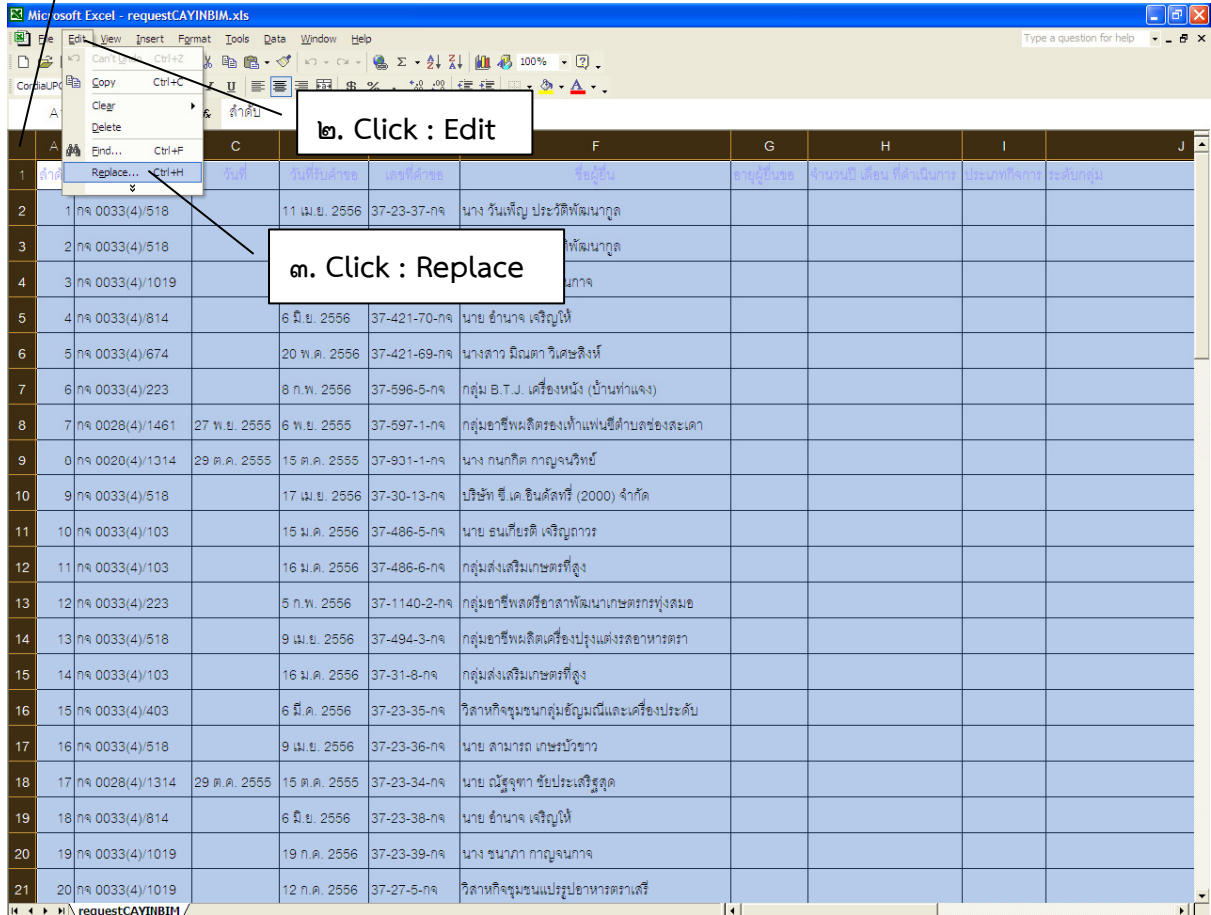 Microsoft Excel - requestCAYINBIM.xls
File Edit View Insert Format Tools Data Window Help Type a question for help
Can't Undo Ctrl+Z
100%
Copy Ctrl+C
Clear
ลำดับ
Delete
๒. Click : Edit
Find... Ctrl+F
Replace... Ctrl+H
A C F G H I J
1 วันที่ วันที่รับคำขอ เลขที่คำขอ ชื่อผู้ยื่น อายุผู้ยื่นขอ จำนวนปี เดือน ที่ดำเนินการ ประเภทกิจการ ระดับกลุ่ม
2 1 กจ 0033(4)/518 11 เม.ย. 2556 37-23-37-กจ นาง วันเพ็ญ ประวัติพัฒนากูล
3 2 กจ 0033(4)/518
๓. Click : Replace
4 3 กจ 0033(4)/1019
5 4 กจ 0033(4)/814 6 มิ.ย. 2556 37-421-70-กจ นาย อำนาจ เจริญให้
6 5 กจ 0033(4)/674 20 พ.ค. 2556 37-421-69-กจ นางสาว มิณตา วิเศษสิงห์
7 6 กจ 0033(4)/223 8 ก.พ. 2556 37-596-5-กจ กลุ่ม B.T.J. เครื่องหนัง (บ้านท่าแจง)
8 7 กจ 0028(4)/1461 27 พ.ย. 2555 6 พ.ย. 2555 37-597-1-กจ กลุ่มอาชีพผลิตรองเท้าแฟนซีตำบลช่องสะเดา
9 8 กจ 0028(4)/1314 29 ต.ค. 2555 15 ต.ค. 2555 37-931-1-กจ นาง กนกกิต กาญจนวิทย์
10 9 กจ 0033(4)/518 17 เม.ย. 2556 37-30-13-กจ บริษัท ซี.เค.อินดัสทรี่ (2000) จำกัด
11 10 กจ 0033(4)/103 15 ม.ค. 2556 37-486-5-กจ นาย ธนเกียรติ เจริญถาวร
12 11 กจ 0033(4)/103 16 ม.ค. 2556 37-486-6-กจ กลุ่มส่งเสริมเกษตรที่สูง
13 12 กจ 0033(4)/223 5 ก.พ. 2556 37-1140-2-กจ กลุ่มอาชีพสตรีอาสาพัฒนาเกษตรกรทุ่งสมอ
14 13 กจ 0033(4)/518 9 เม.ย. 2556 37-494-3-กจ กลุ่มอาชีพผลิตเครื่องปรุงแต่งรสอาหารตรา
15 14 กจ 0033(4)/103 16 ม.ค. 2556 37-31-8-กจ กลุ่มส่งเสริมเกษตรที่สูง
16 15 กจ 0033(4)/403 6 มี.ค. 2556 37-23-35-กจ วิสาหกิจชุมชนกลุ่มอัญมณีและเครื่องประดับ
17 16 กจ 0033(4)/518 9 เม.ย. 2556 37-23-36-กจ นาย สามารถ เกษรบัวขาว
18 17 กจ 0028(4)/1314 29 ต.ค. 2555 15 ต.ค. 2555 37-23-34-กจ นาย ณัฐจุฑา ชัยประเสริฐสุด
19 18 กจ 0033(4)/814 6 มิ.ย. 2556 37-23-38-กจ นาย อำนาจ เจริญให้
20 19 กจ 0033(4)/1019 19 ก.ค. 2556 37-23-39-กจ นาง ชนาภา กาญจนกาจ
21 20 กจ 0033(4)/1019 12 ก.ค. 2556 37-27-5-กจ วิสาหกิจชุมชนแปรรูปอาหารตราเสรี
requestCAYINBIM